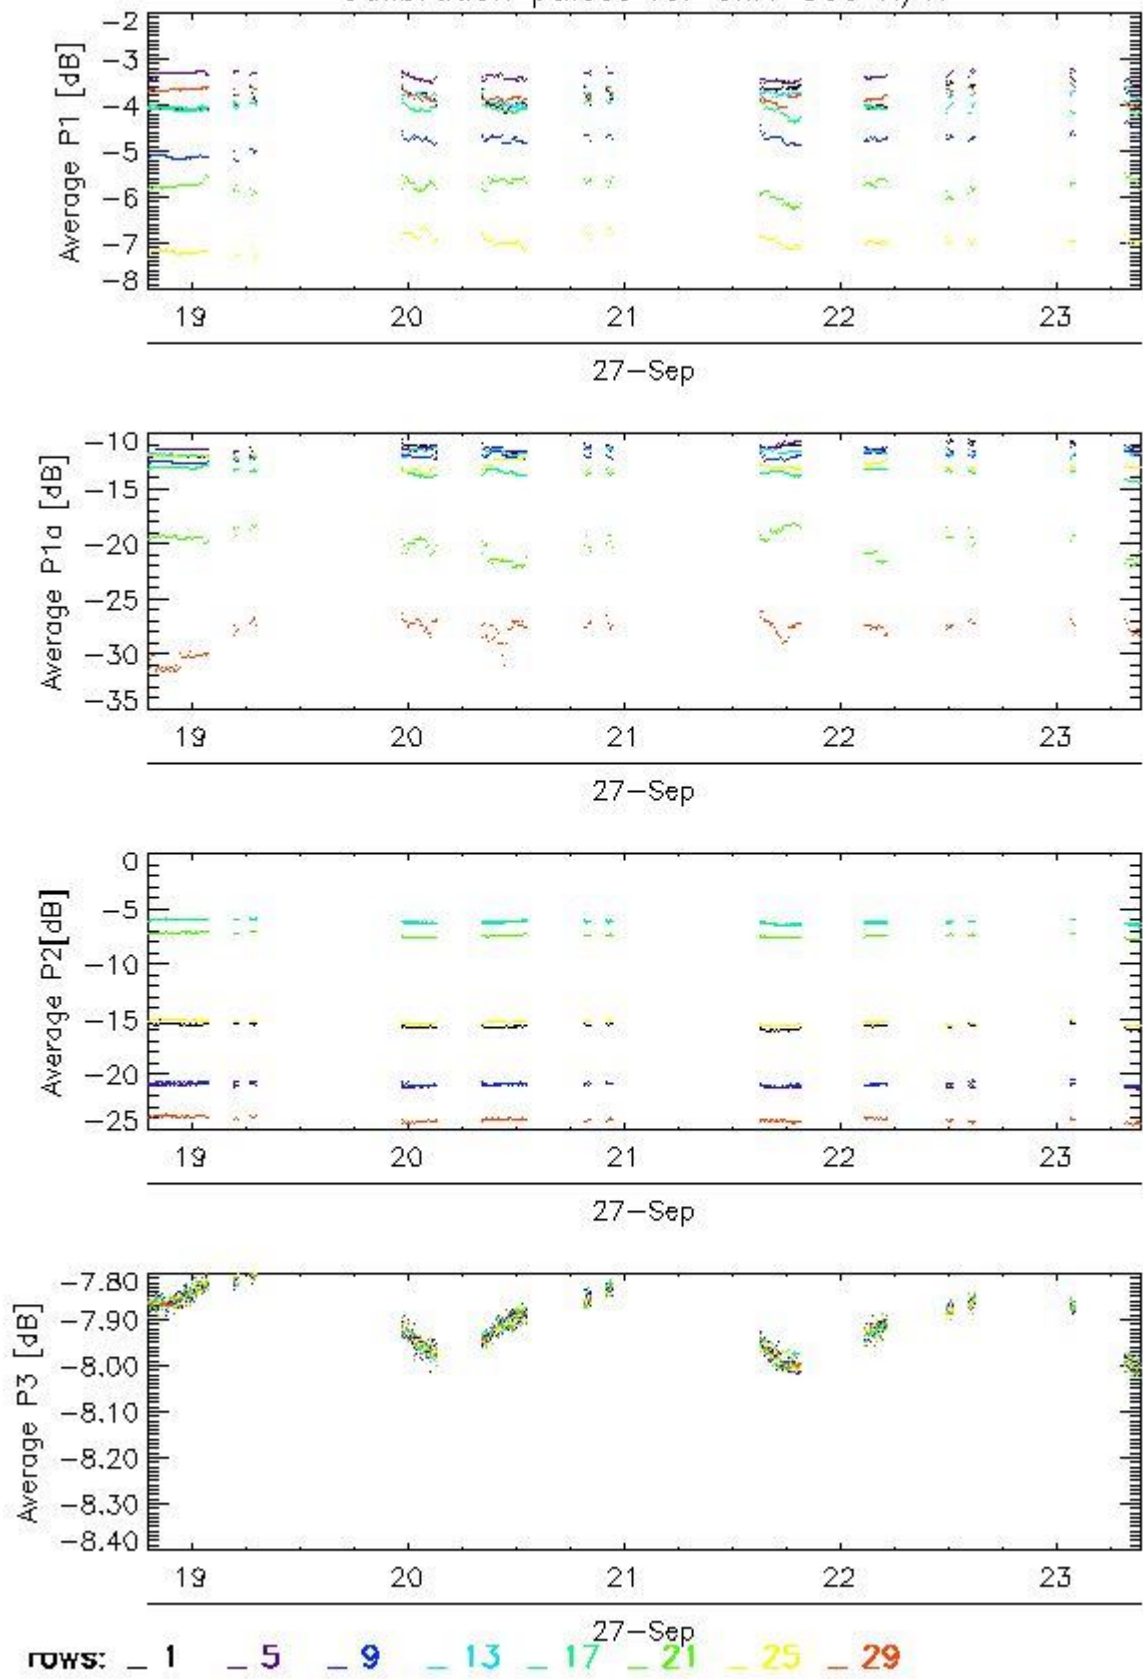 -2
-3
-4
-5
-6
-7
-8
Average P1 [dB]
19 20 21 22 23
27-Sep
-10
-15
-20
-25
-30
-35
Average P1a [dB]
19 20 21 22 23
27-Sep
0
-5
-10
-15
-20
-25
Average P2[dB]
19 20 21 22 23
27-Sep
-7.80
-7.90
-8.00
-8.10
-8.20
-8.30
-8.40
Average P3 [dB]
19 20 21 22 23
27-Sep
rows: _ 1 _ 5 _ 9 _ 13 _ 17 _ 21 _ 25 _ 29